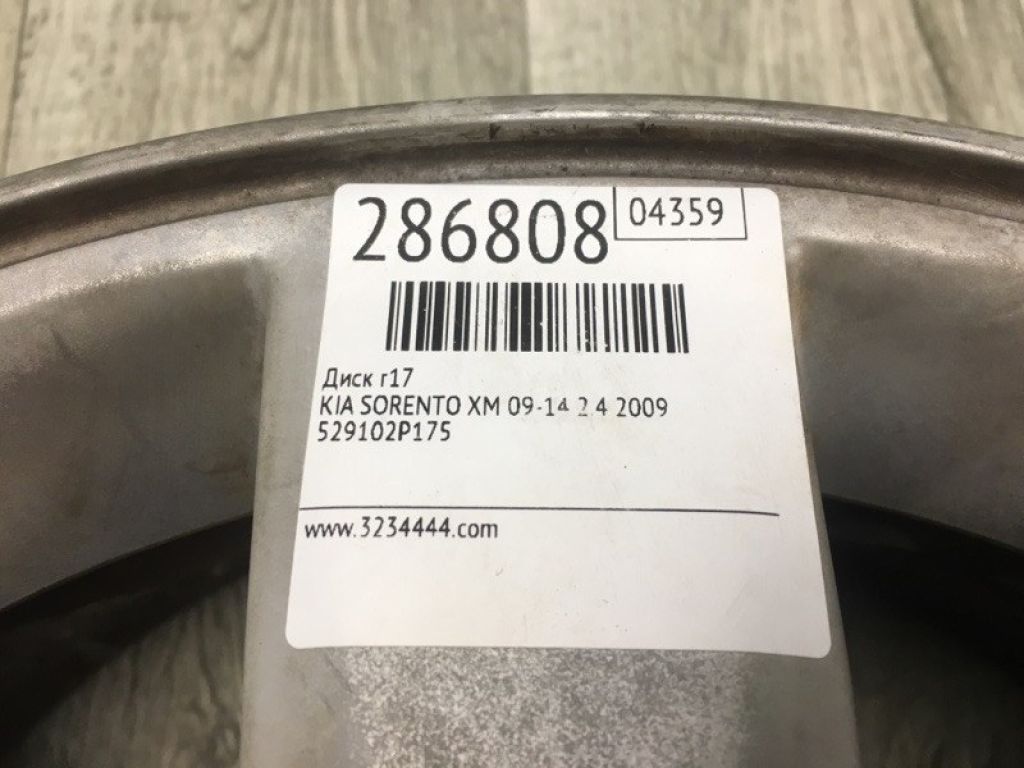 286808
04359
Диск r17
KIA SORENTO XM 09-14 2.4 2009
529102P175
www.3234444.com